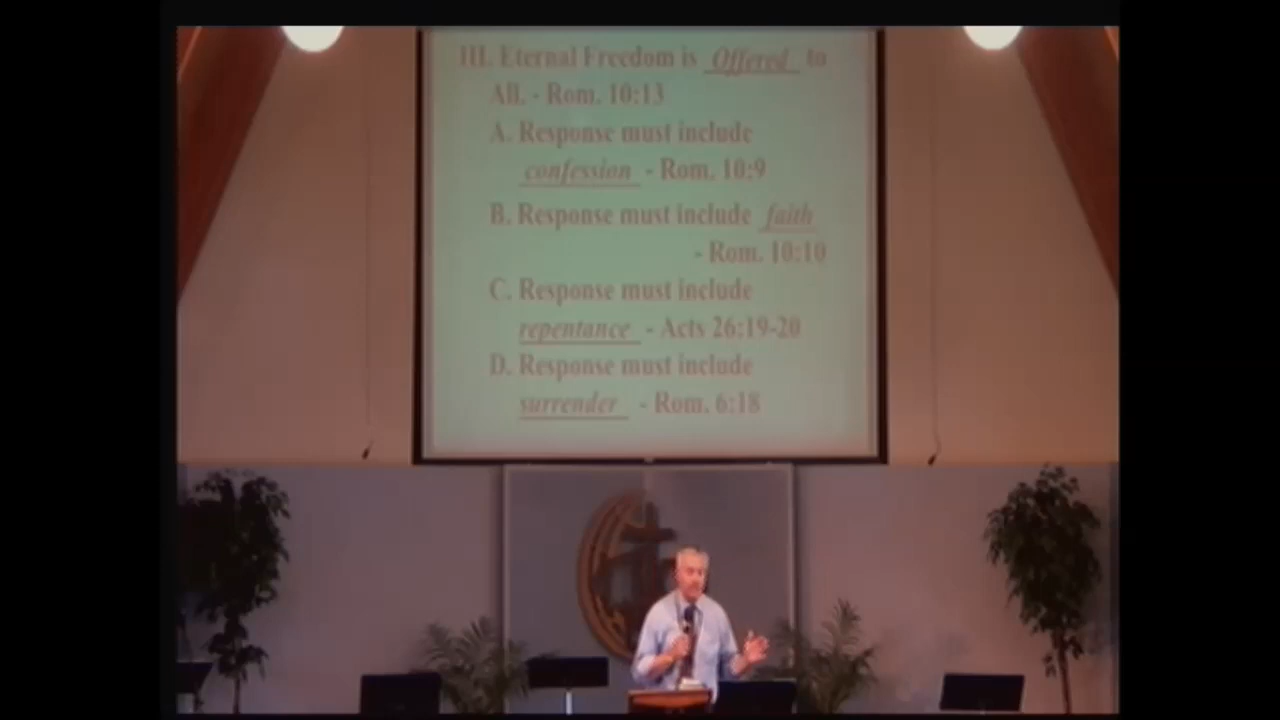 III. Eternal Freedom is Offered to
All. - Rom. 10:13
A. Response must include
confession - Rom. 10:9
B. Response must include faith
- Rom. 10:10
C. Response must include
repentance - Acts 26:19-20
D. Response must include
surrender - Rom. 6:18